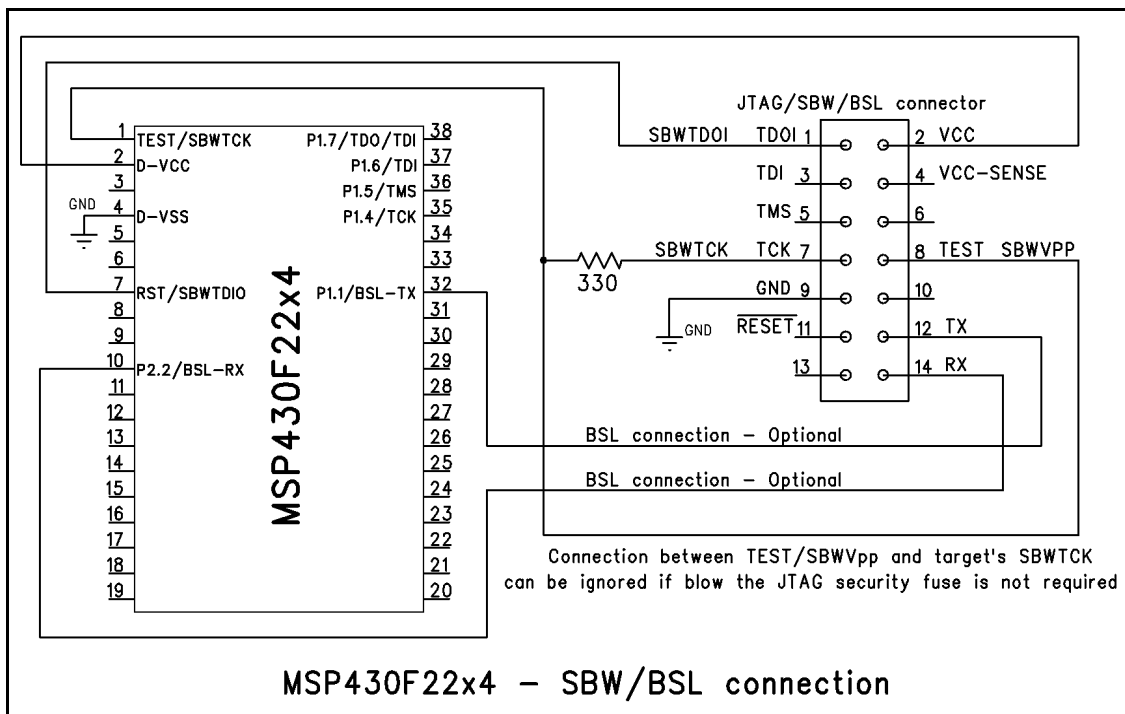 JTAG/SBW/BSL connector
SBWTDOI TDOI 1
2 VCC
TDI 3
4 VCC-SENSE
TMS 5
6
SBWTCK TCK 7
8 TEST SBWVPP
330
GND 9
10
GND
RESET 11
12 TX
13
14 RX
1 TEST/SBWTCK
2 D-VCC
3
GND
4 D-VSS
5
6
7 RST/SBWTDIO
8
9
10 P2.2/BSL-RX
11
12
13
14
15
16
17
18
19
MSP430F22x4
P1.7/TDO/TDI 38
P1.6/TDI 37
P1.5/TMS 36
P1.4/TCK 35
34
33
P1.1/BSL-TX 32
31
30
29
28
27
26
25
24
23
22
21
20
BSL connection - Optional
BSL connection - Optional
Connection between TEST/SBWVpp and target's SBWTCK
can be ignored if blow the JTAG security fuse is not required
MSP430F22x4 - SBW/BSL connection